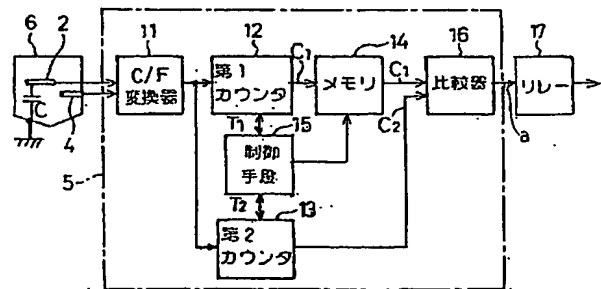 6
2
C
4
5
11
C/F
変換器
12
第1
カウンタ
C1
14
メモリ
C1
16
比較器
a
17
リレー
T1
15
制御
手段
T2
13
第2
カウンタ
C2